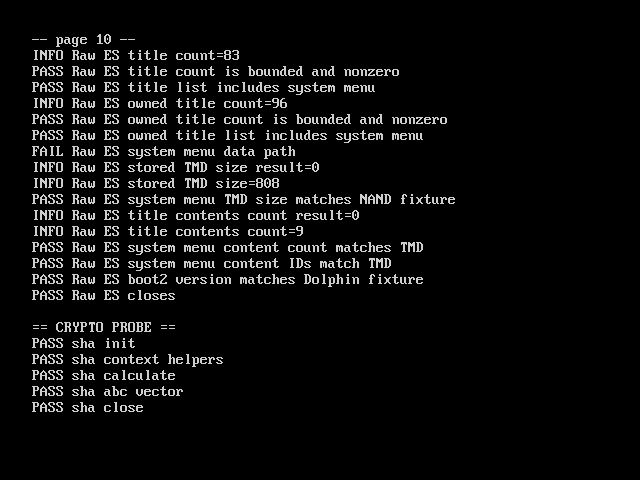 -- page 10 --
INFO Raw ES title count=83
PASS Raw ES title count is bounded and nonzero
PASS Raw ES title list includes system menu
INFO Raw ES owned title count=96
PASS Raw ES owned title count is bounded and nonzero
PASS Raw ES owned title list includes system menu
FAIL Raw ES system menu data path
INFO Raw ES stored TMD size result=0
INFO Raw ES stored TMD size=808
PASS Raw ES system menu TMD size matches NAND fixture
INFO Raw ES title contents count result=0
INFO Raw ES title contents count=9
PASS Raw ES system menu content count matches TMD
PASS Raw ES system menu content IDs match TMD
PASS Raw ES boot2 version matches Dolphin fixture
PASS Raw ES closes

== CRYPTO PROBE ==
PASS sha init
PASS sha context helpers
PASS sha calculate
PASS sha abc vector
PASS sha close